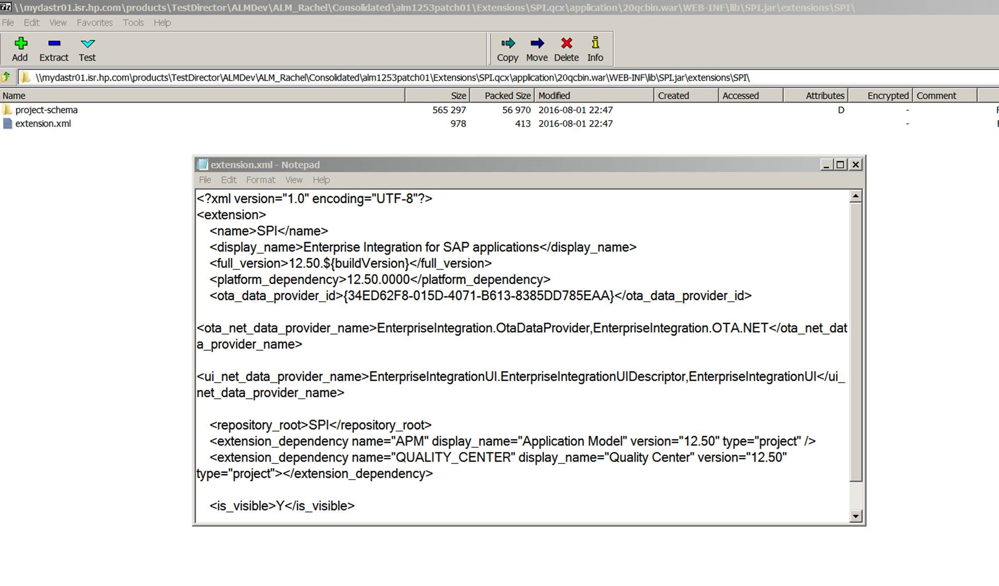 \\mydastr01.isr.hp.com\products\TestDirector\ALMDev\ALM_Rachel\Consolidated\alm1253patch01\Extensions\SPI.qcx\application\20qcbin.war\WEB-INF\lib\SPI.jar\extensions\SPI\
File Edit View Favorites Tools Help
Add Extract Test Copy Move Delete Info
\\mydastr01.isr.hp.com\products\TestDirector\ALMDev\ALM_Rachel\Consolidated\alm1253patch01\Extensions\SPI.qcx\application\20qcbin.war\WEB-INF\lib\SPI.jar\extensions\SPI\
Name Size Packed Size Modified Created Accessed Attributes Encrypted Comment
project-schema 565 297 56 970 2016-08-01 22:47 D -
extension.xml 978 413 2016-08-01 22:47 -
extension.xml - Notepad
File Edit Format View Help
<?xml version="1.0" encoding="UTF-8"?>
<extension>
<name>SPI</name>
<display_name>Enterprise Integration for SAP applications</display_name>
<full_version>12.50.${buildVersion}</full_version>
<platform_dependency>12.50.0000</platform_dependency>
<ota_data_provider_id>{34ED62F8-015D-4071-B613-8385DD785EAA}</ota_data_provider_id>
<ota_net_data_provider_name>EnterpriseIntegration.OtaDataProvider,EnterpriseIntegration.OTA.NET</ota_net_dat
a_provider_name>
<ui_net_data_provider_name>EnterpriseIntegrationUI.EnterpriseIntegrationUIDescriptor,EnterpriseIntegrationUI</ui_
net_data_provider_name>
<repository_root>SPI</repository_root>
<extension_dependency name="APM" display_name="Application Model" version="12.50" type="project" />
<extension_dependency name="QUALITY_CENTER" display_name="Quality Center" version="12.50"
type="project"></extension_dependency>
<is_visible>Y</is_visible>